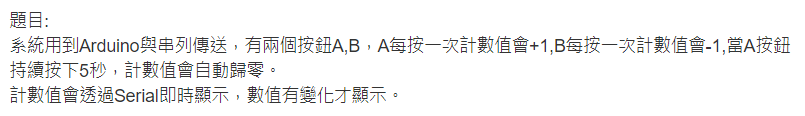 題目:
系統用到Arduino與串列傳送，有兩個按鈕A,B，A每按一次計數值會+1,B每按一次計數值會-1,當A按鈕
持續按下5秒，計數值會自動歸零。
計數值會透過Serial即時顯示，數值有變化才顯示。